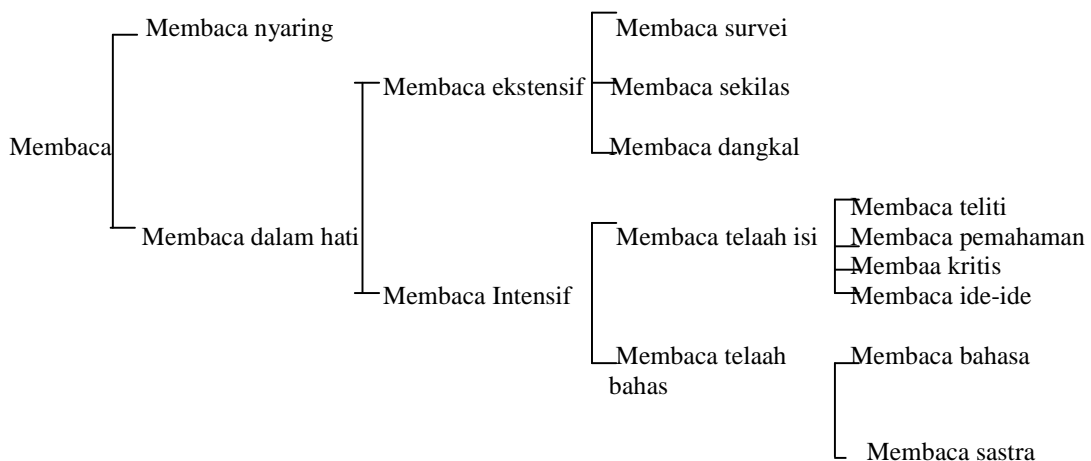 Membaca
Membaca nyaring
Membaca dalam hati
Membaca ekstensif
Membaca survei
Membaca sekilas
Membaca dangkal
Membaca Intensif
Membaca telaah isi
Membaca teliti
Membaca pemahaman
Membaa kritis
Membaca ide-ide
Membaca telaah
bahas
Membaca bahasa
Membaca sastra